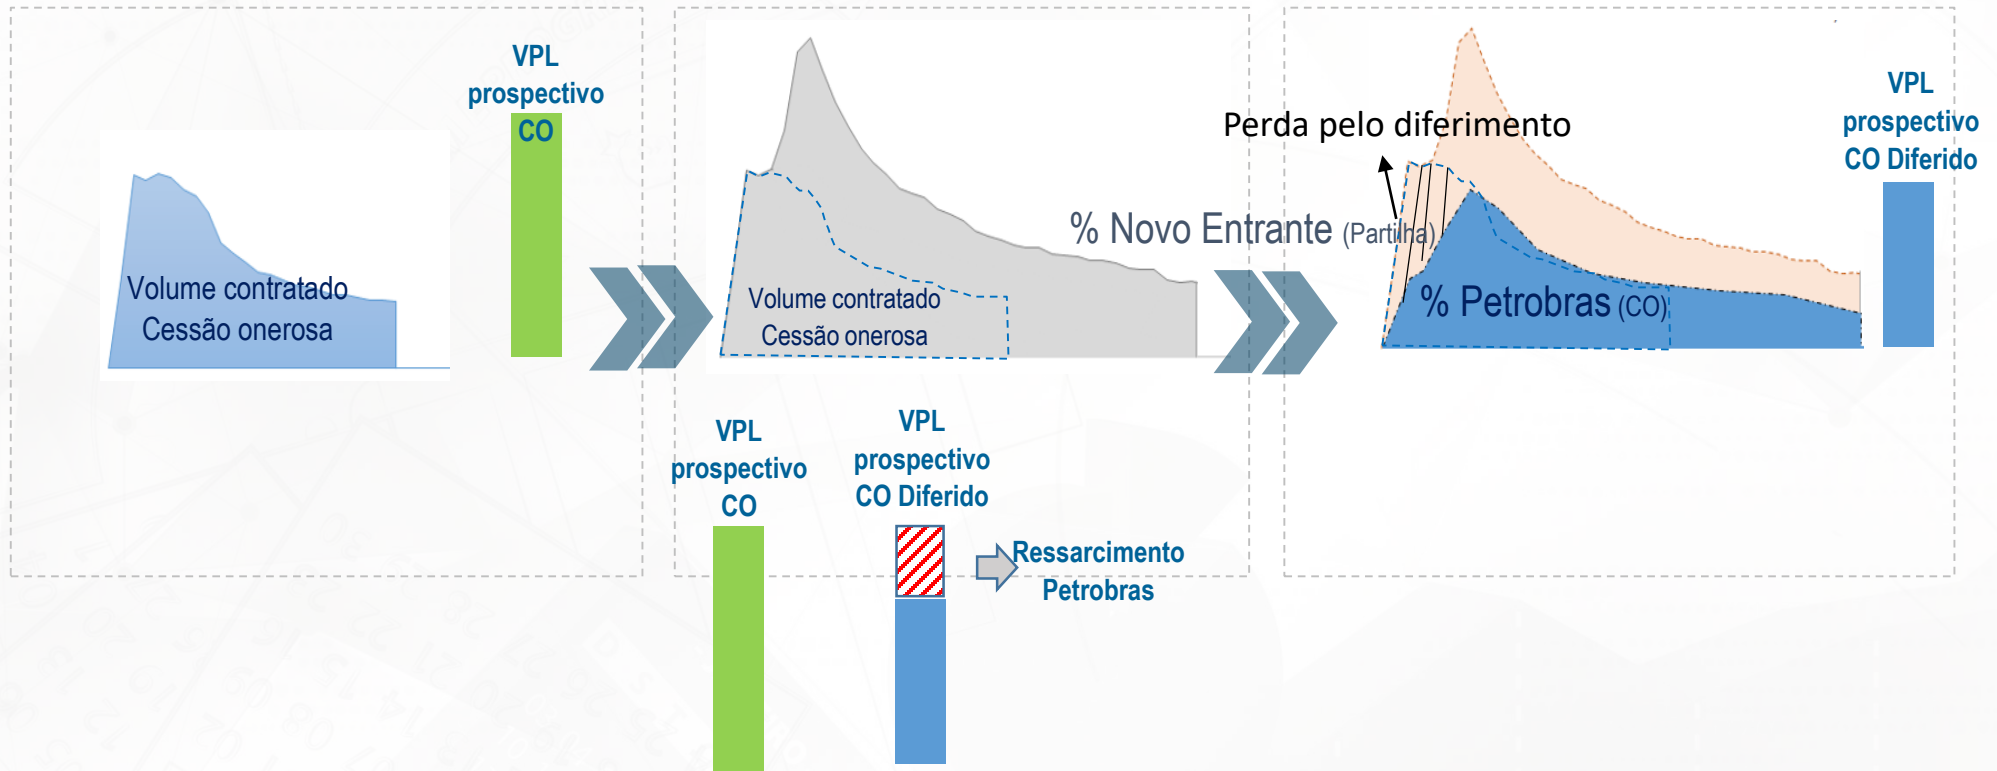 VPL
prospectivo
CO
Volume contratado
Cessão onerosa
Volume contratado
Cessão onerosa
% Novo Entrante (Partilha)
Perda pelo diferimento
% Petrobras (CO)
VPL
prospectivo
CO Diferido
VPL
prospectivo
CO
VPL
prospectivo
CO Diferido
Ressarcimento
Petrobras